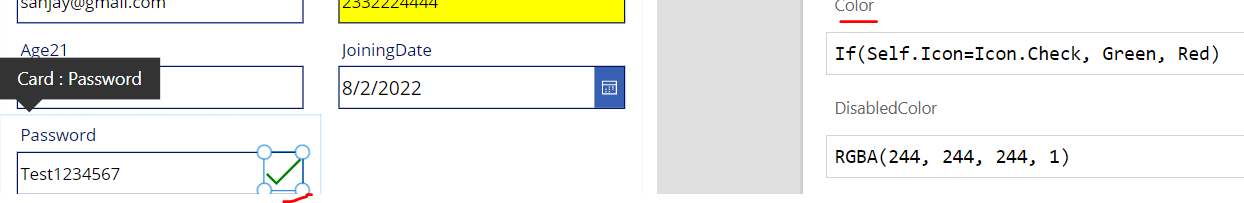 sanjay@gmail.com
2332224444
Age21
JoiningDate
Card : Password
8/2/2022
Password
Test1234567
Color
If(Self.Icon=Icon.Check, Green, Red)
DisabledColor
RGBA(244, 244, 244, 1)